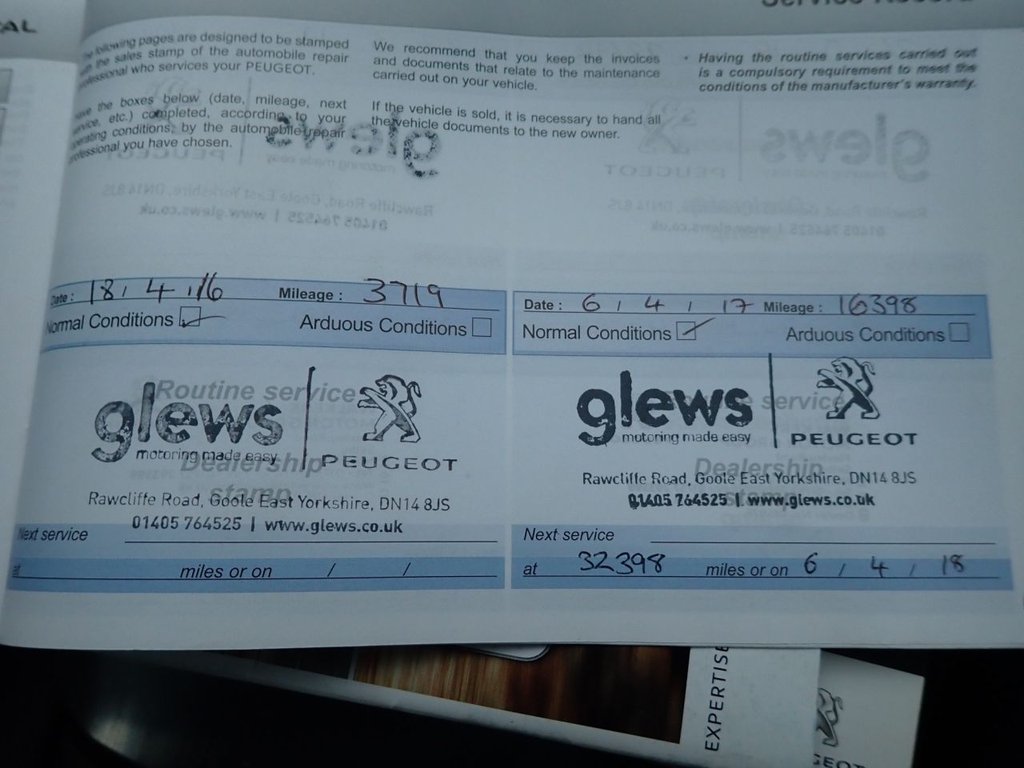 AL
following pages are designed to be stamped
the sales stamp of the automobile repair
who services your PEUGEOT.
the boxes below (date, mileage, next
etc.) completed, according to your
conditions, by the automobile repair
you have chosen.
We recommend that you keep the invoices
and documents that relate to the maintenance
carried out on your vehicle.
If the vehicle is sold, it is necessary to hand all
the vehicle documents to the new owner.
• Having the routine services carried out
is a compulsory requirement to meet the
conditions of the manufacturer's warranty.
Date : 18 / 4 / 16 Mileage : 3719
Normal Conditions
Arduous Conditions
Routine service
glews
motoring made easy
PEUGEOT
Dealership
stamp
Rawcliffe Road, Goole East Yorkshire, DN14 8JS
01405 764525 | www.glews.co.uk
Next service
at miles or on / /
Date : 6 / 4 / 17 Mileage : 16398
Normal Conditions
Arduous Conditions
service
glews
motoring made easy
PEUGEOT
Dealership
Rawcliffe Road, Goole East Yorkshire, DN14 8JS
01405 764525 | www.glews.co.uk
Next service
at 32398 miles or on 6 / 4 / 18
EXPERTISE